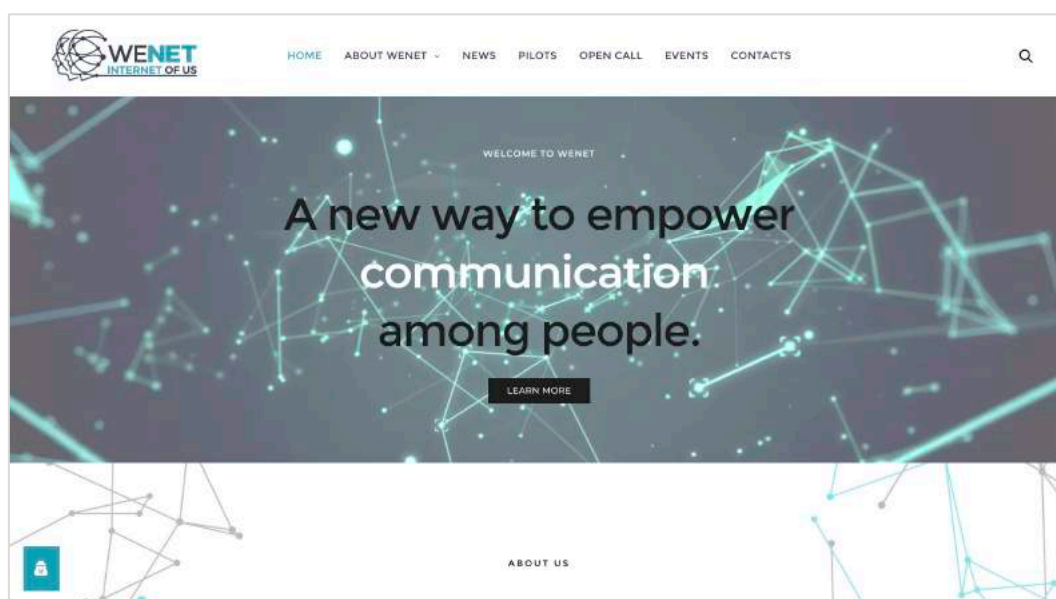 WENET
INTERNET OF US
HOME ABOUT WENET NEWS PILOTS OPEN CALL EVENTS CONTACTS
WELCOME TO WENET
A new way to empower
communication
among people.
LEARN MORE
ABOUT US